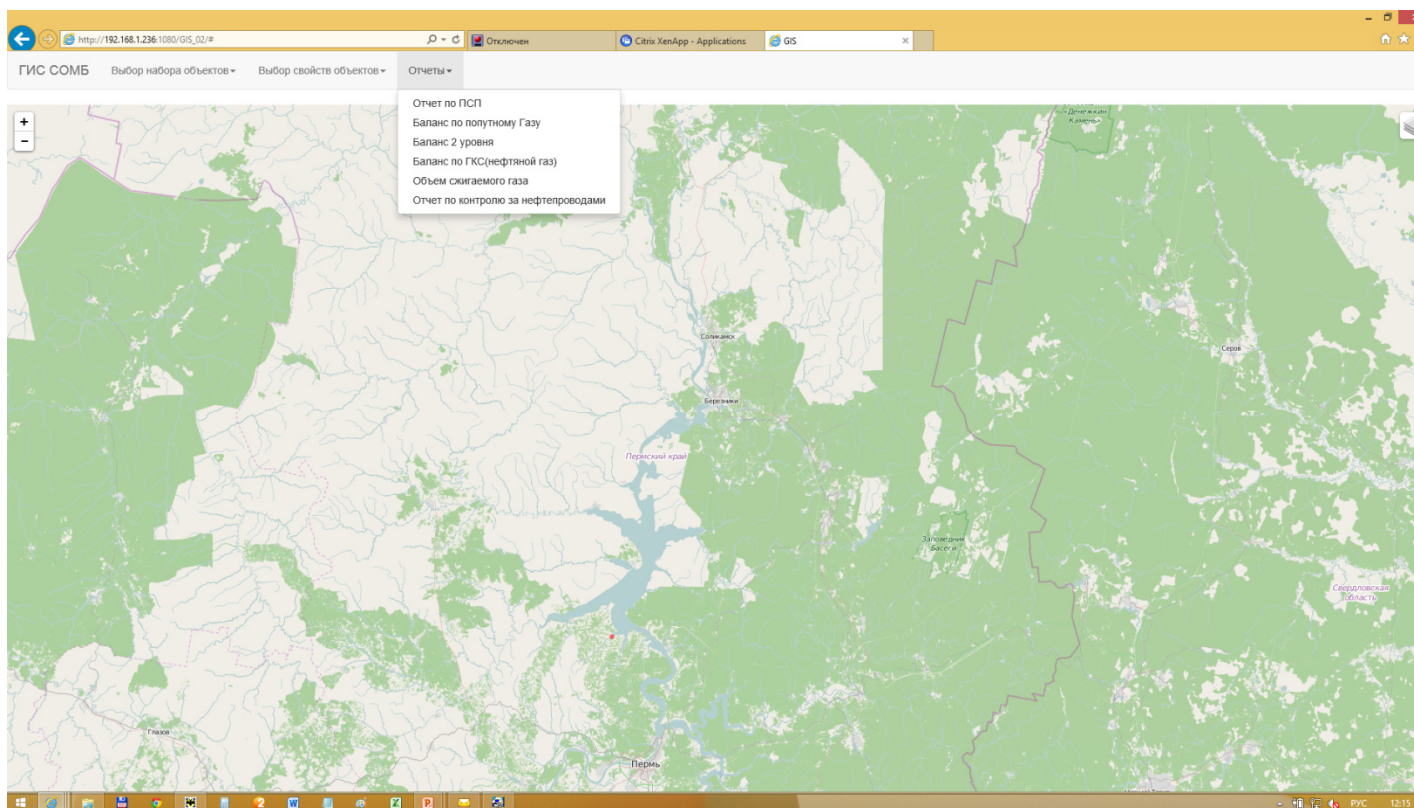 http://192.168.1.236:1080/GIS_02/#
Отключен
Citrix XenApp - Applications
GIS
ГИС СОМБ
Выбор набора объектов
Выбор свойств объектов
Отчеты
Отчет по ПСП
Баланс по попутному Газу
Баланс 2 уровня
Баланс по ГКС(нефтяной газ)
Объем сжигаемого газа
Отчет по контролю за нефтепроводами
+
-
«Денежкин
Камень»
Соликамск
Серов
Березники
Пермский край
Заповедник
Басеги
Свердловская
область
Глазов
Пермь
РУС